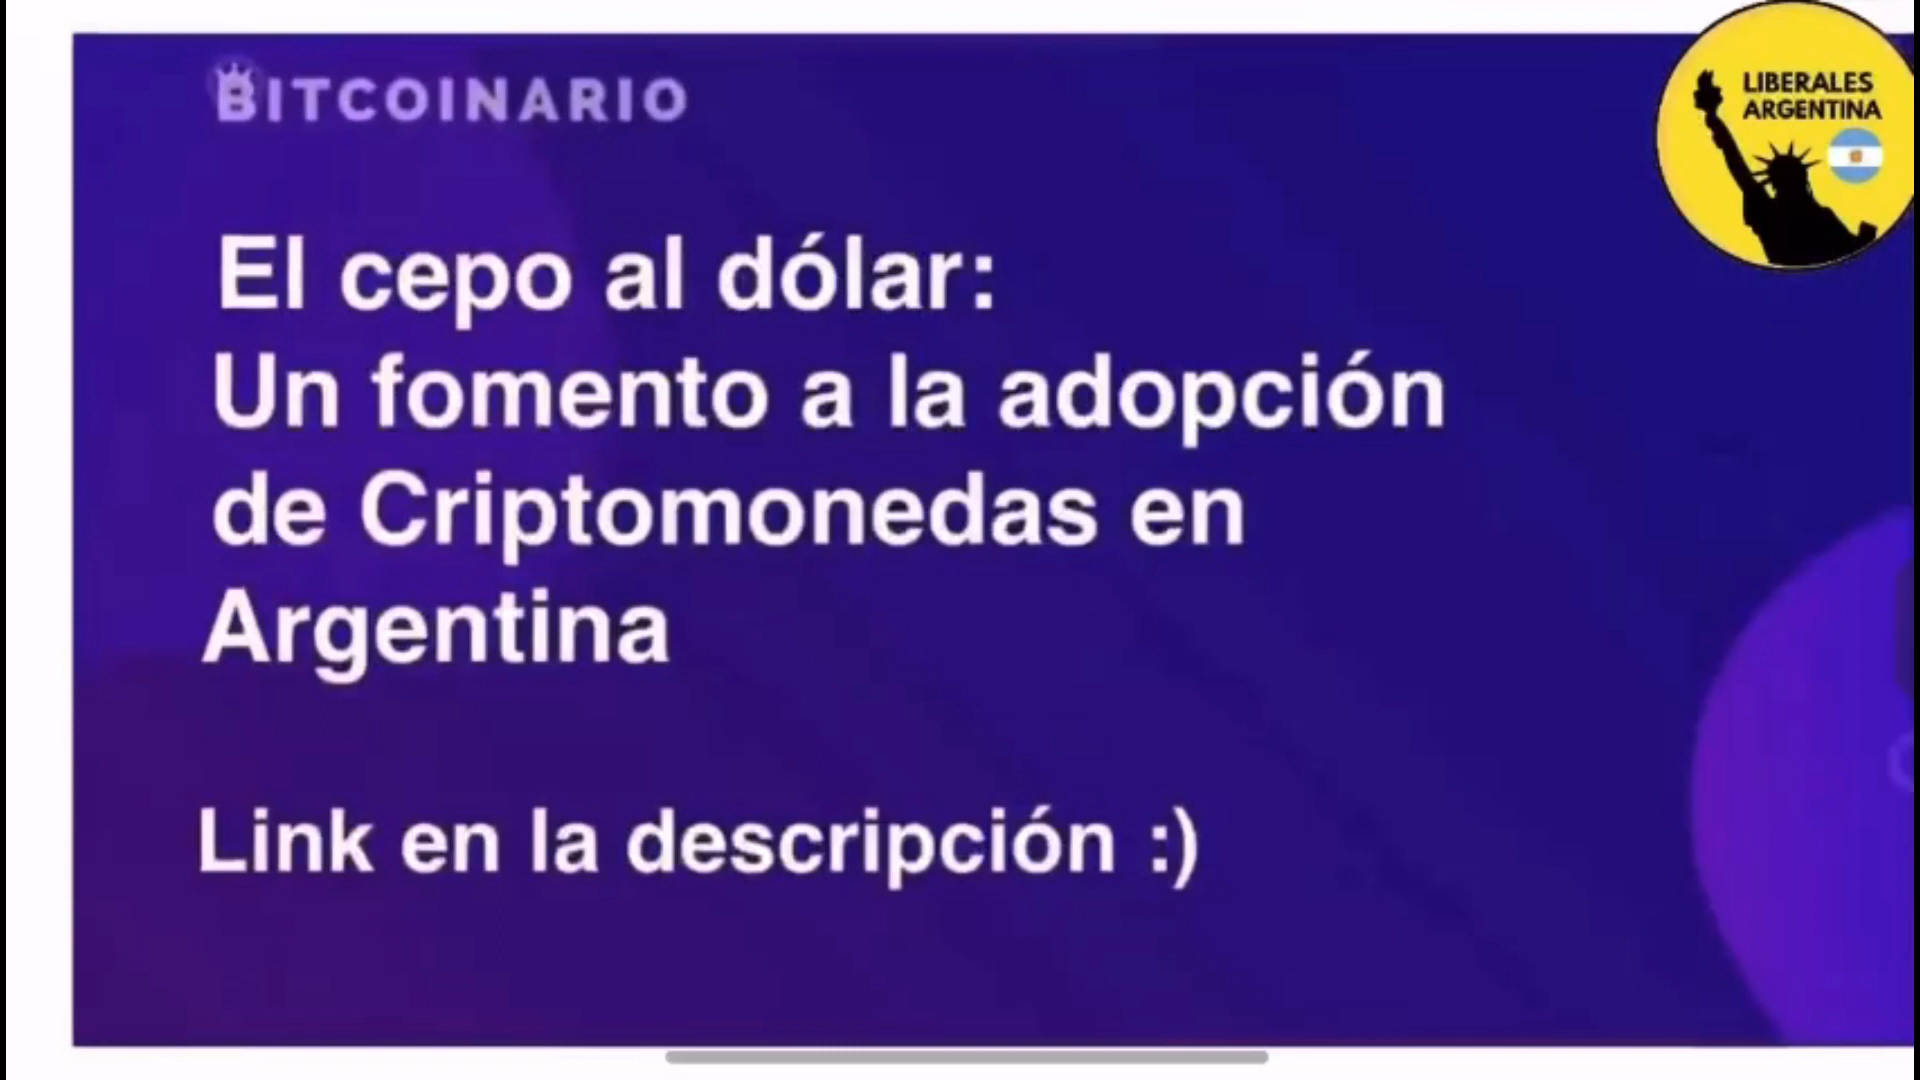 BITCOINARIO
LIBERALES
ARGENTINA
El cepo al dólar:
Un fomento a la adopción
de Criptomonedas en
Argentina
Link en la descripción :)